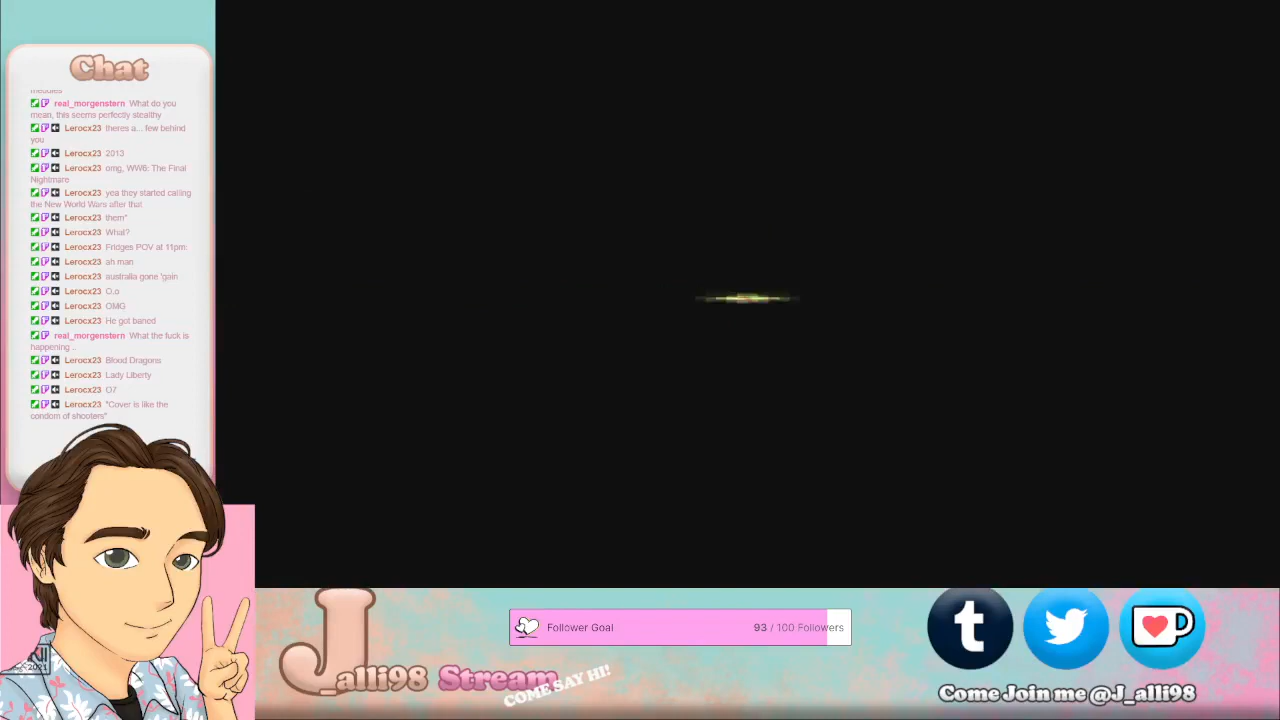 Chat
real_morgenstern What do you
mean, this seems perfectly stealthy
Lerocx23 theres a... few behind
you
Lerocx23 2013
Lerocx23 omg, WW6: The Final
Nightmare
Lerocx23 yea they started calling
the New World Wars after that
Lerocx23 them*
Lerocx23 What?
Lerocx23 Fridges POV at 11pm:
Lerocx23 ah man
Lerocx23 australla gone 'gain
Lerocx23 O.o
Lerocx23 OMG
Lerocx23 He got baned
real_morgenstern What the fuck is
happening ..
Lerocx23 Blood Dragons
Lerocx23 Lady Liberty
Lerocx23 O7
Lerocx23 "Cover is like the
condom of shooters"
2021
J_alli98 Stream
COME SAY HI!
Follower Goal 93 / 100 Followers
t
Come Join me @J_alli98